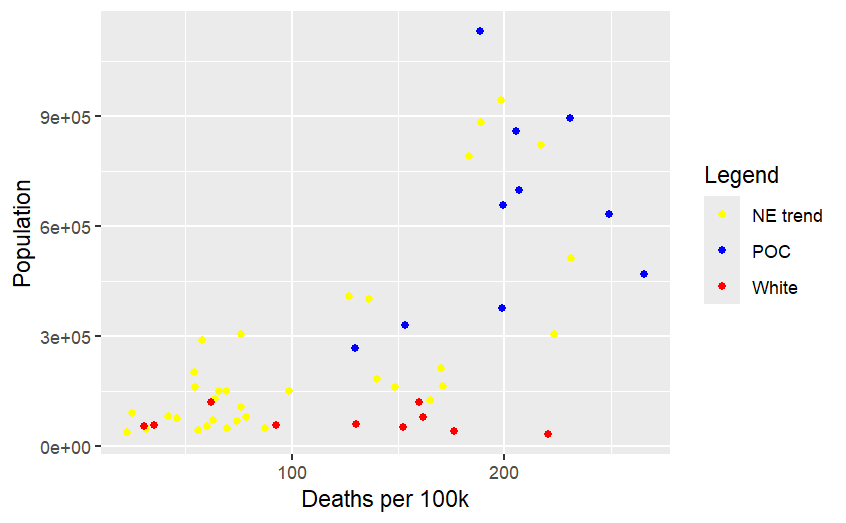 9e+05
6e+05
3e+05
0e+00
Population
100
200
Deaths per 100k
Legend
NE trend
POC
White